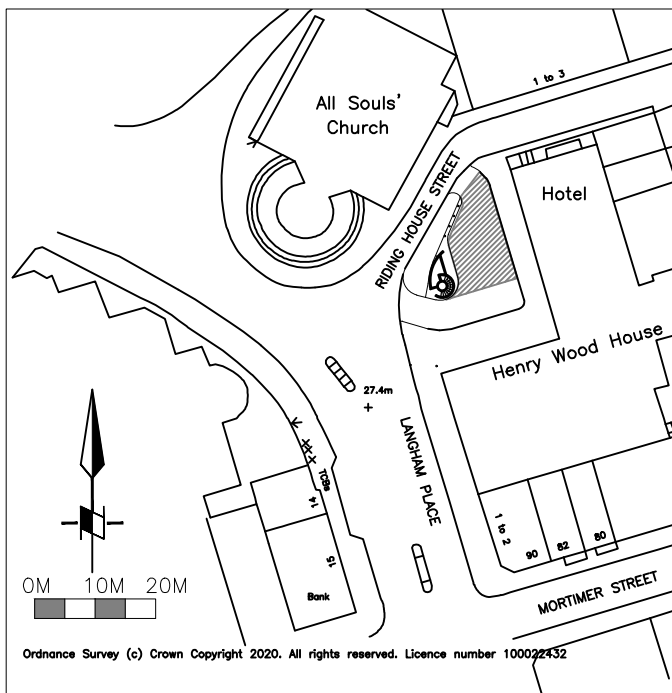 1 to 3
All Souls'
Church
RIDING HOUSE STREET
Hotel
Henry Wood House
27.4m
LANGHAM PLACE
TCBs
14
15
Bank
1 to 2
90
82
80
MORTIMER STREET
0M 10M 20M
Ordnance Survey (c) Crown Copyright 2020. All rights reserved. Licence number 100022432